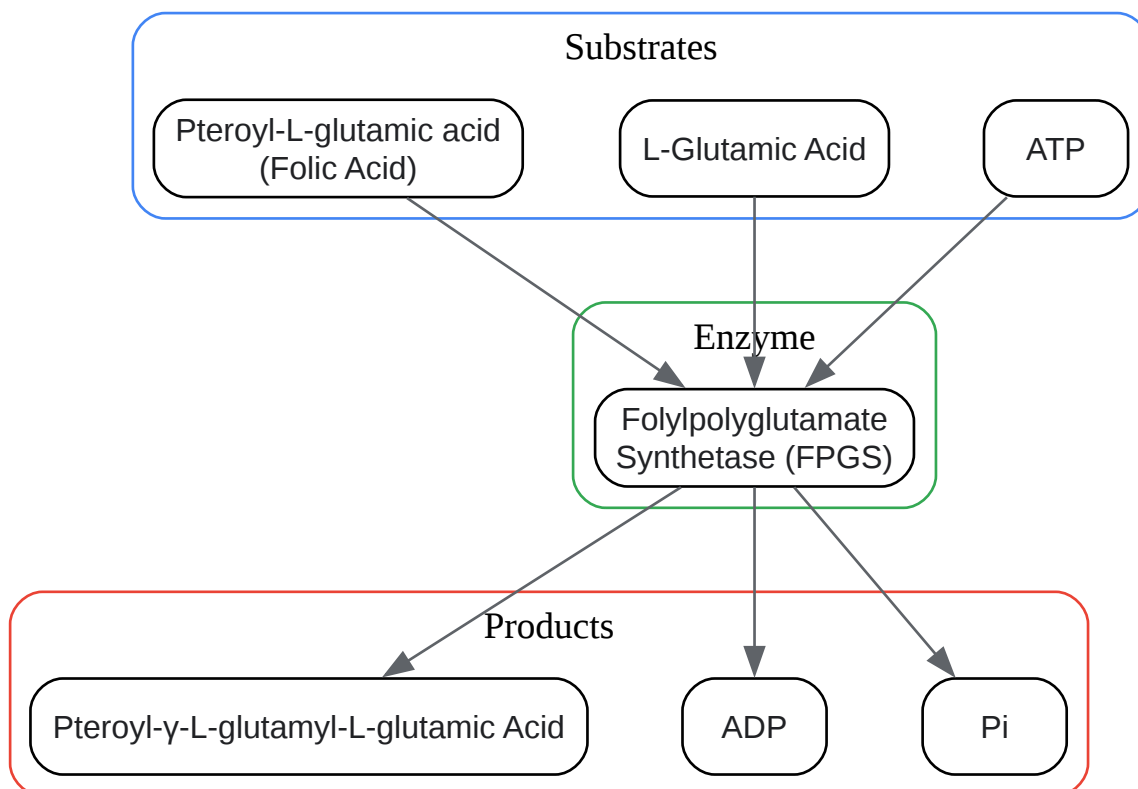 Substrates
Pteroyl-L-glutamic acid
(Folic Acid)
L-Glutamic Acid
ATP
Enzyme
Folylpolyglutamate
Synthetase (FPGS)
Products
Pteroyl-γ-L-glutamyl-L-glutamic Acid
ADP
Pi